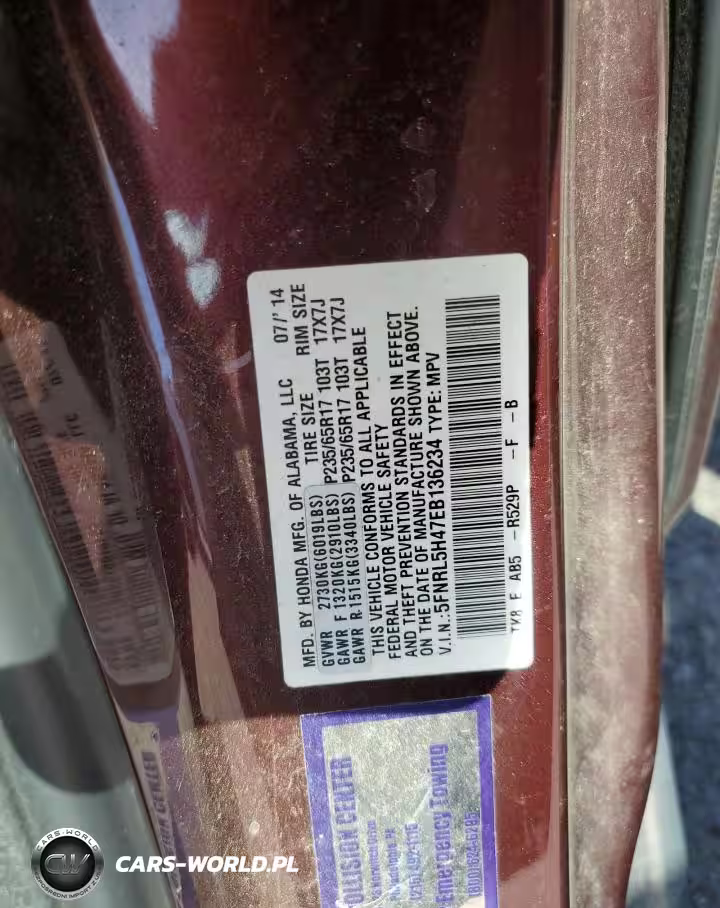 MFD. BY HONDA MFG. OF ALABAMA, LLC 07/'14
TIRE SIZE RIM SIZE
GVWR 2730KG(6019LBS)
GAWR F 1320KG(2910LBS) P235/65R17 103T 17X7J
GAWR R 1515KG(3340LBS) P235/65R17 103T 17X7J
THIS VEHICLE CONFORMS TO ALL APPLICABLE
FEDERAL MOTOR VEHICLE SAFETY
AND THEFT PREVENTION STANDARDS IN EFFECT
ON THE DATE OF MANUFACTURE SHOWN ABOVE.
V.I.N.:5FNRL5H47EB136234 TYPE: MPV
TK8 E AB5 -R529P -F -B
COLLISION CENTER
Emergency Towing
CARS-WORLD
CW
CARS-WORLD.PL